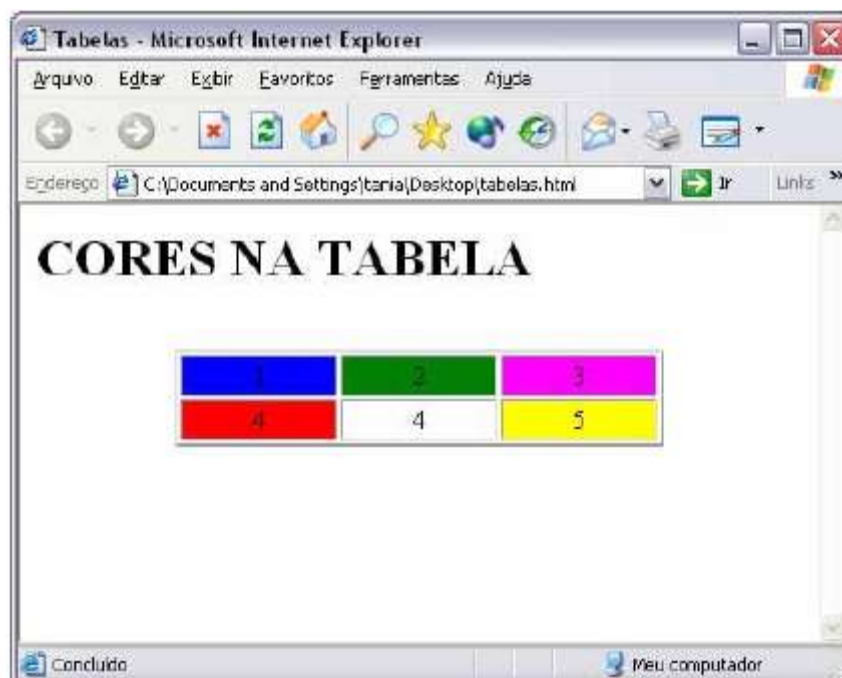 Tabelas - Microsoft Internet Explorer
Arquivo Editar Exibir Favoritos Ferramentas Ajuda
Endereço C:\Documents and Settings\tania\Desktop\tabelas.html Ir Links »
CORES NA TABELA
1 2 3
4 4 5
Concluído Meu computador